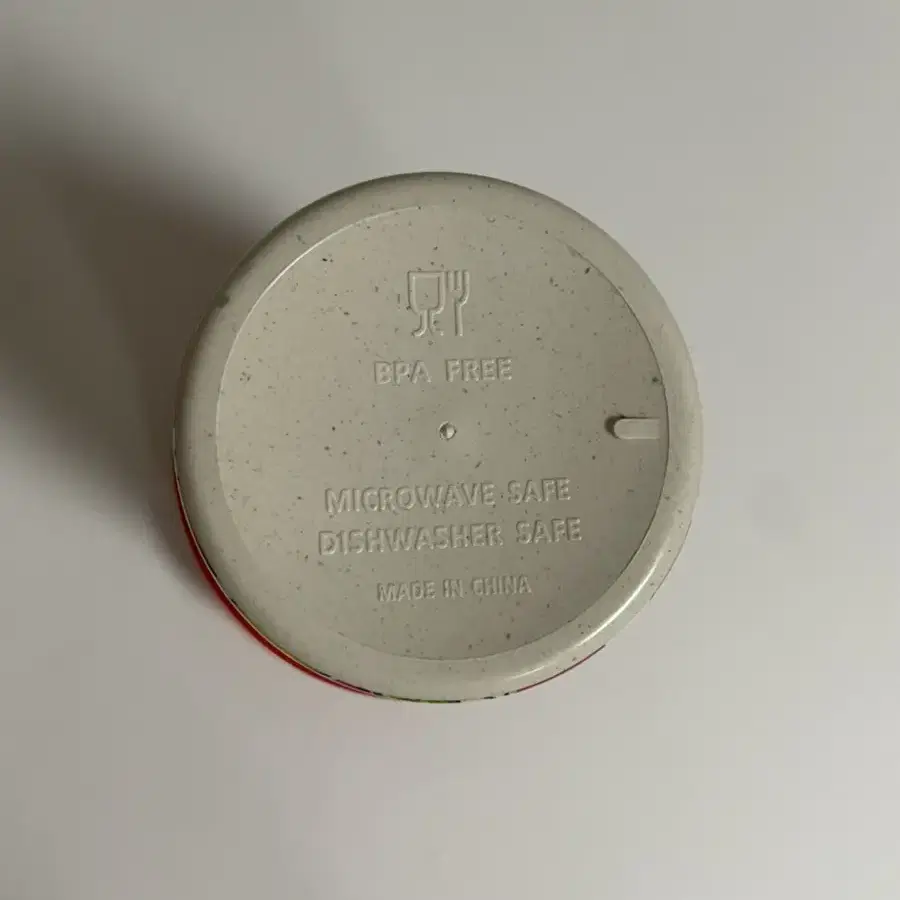 BPA FREE
MICROWAVE SAFE
DISHWASHER SAFE
MADE IN CHINA